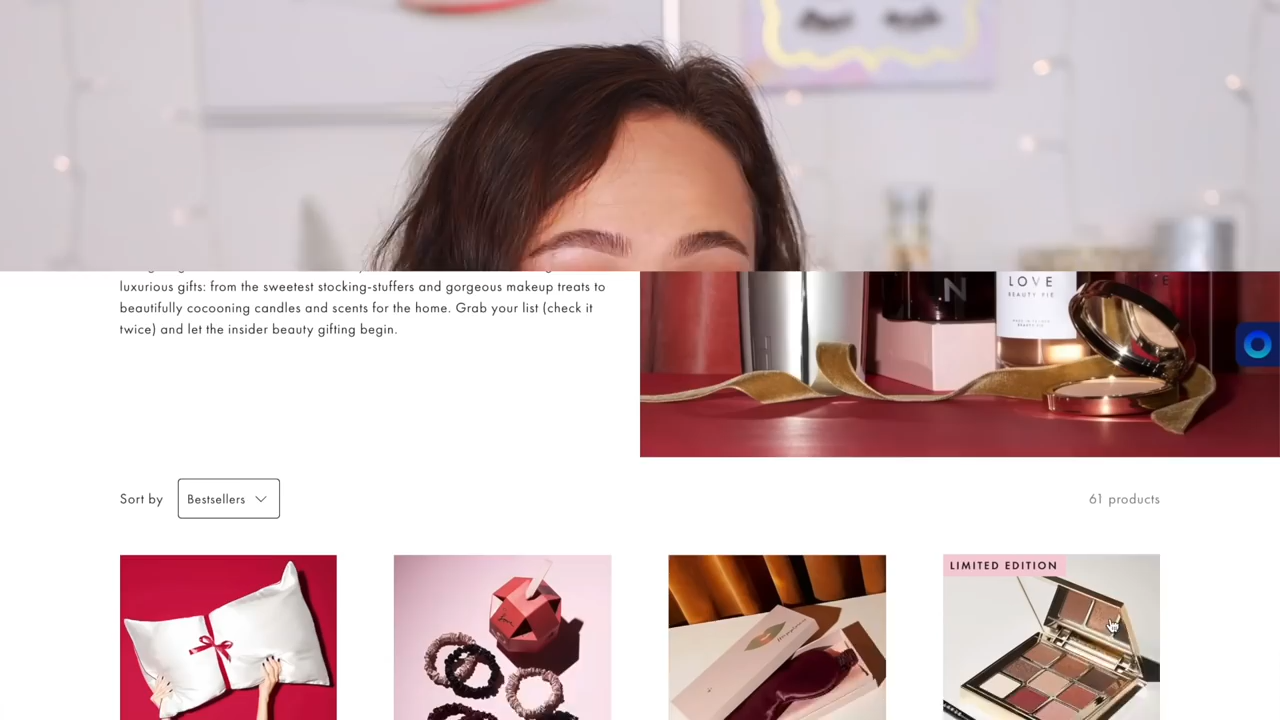 luxurious gifts: from the sweetest stocking-stuffers and gorgeous makeup treats to
beautifully cocooning candles and scents for the home. Grab your list (check it
twice) and let the insider beauty gifting begin.
N
LOVE
BEAUTY PIE
Sort by
Bestsellers
61 products
LIMITED EDITION